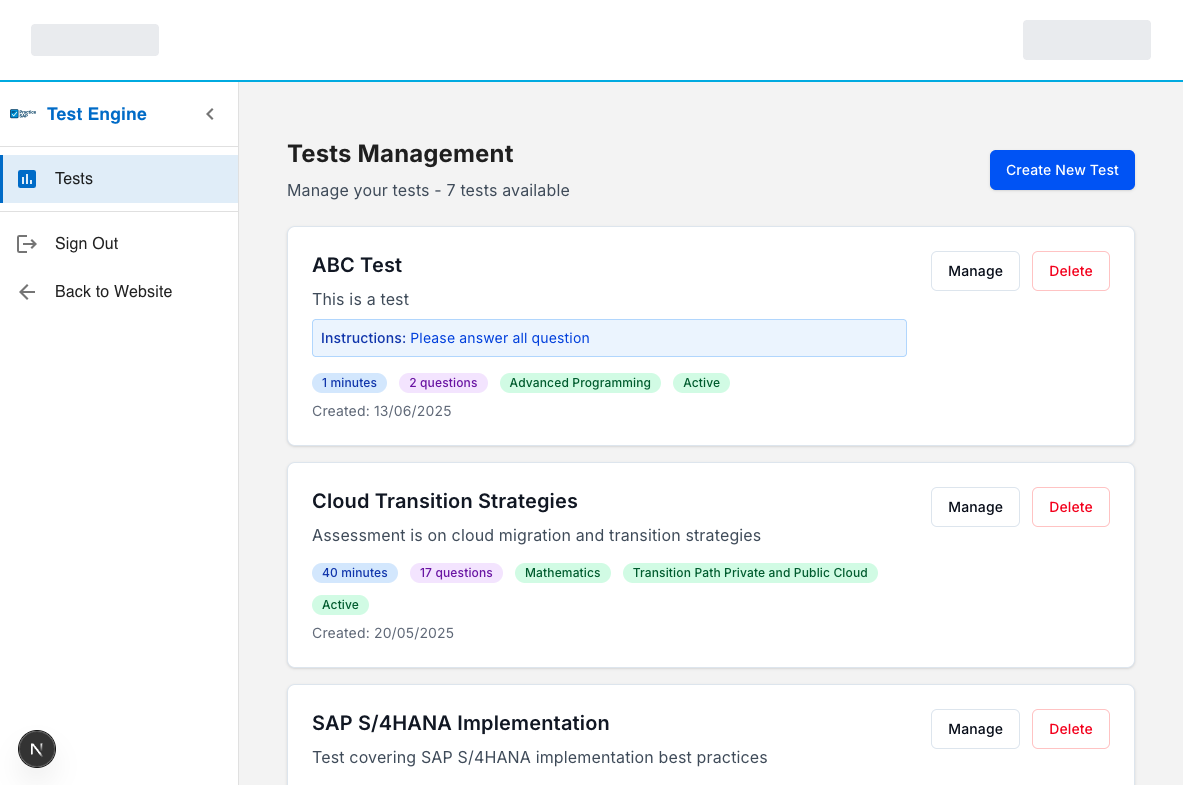 Test Engine
Tests
Sign Out
Back to Website
N
Tests Management
Manage your tests - 7 tests available
Create New Test
ABC Test
Manage
Delete
This is a test
Instructions: Please answer all question
1 minutes
2 questions
Advanced Programming
Active
Created: 13/06/2025
Cloud Transition Strategies
Manage
Delete
Assessment is on cloud migration and transition strategies
40 minutes
17 questions
Mathematics
Transition Path Private and Public Cloud
Active
Created: 20/05/2025
SAP S/4HANA Implementation
Manage
Delete
Test covering SAP S/4HANA implementation best practices